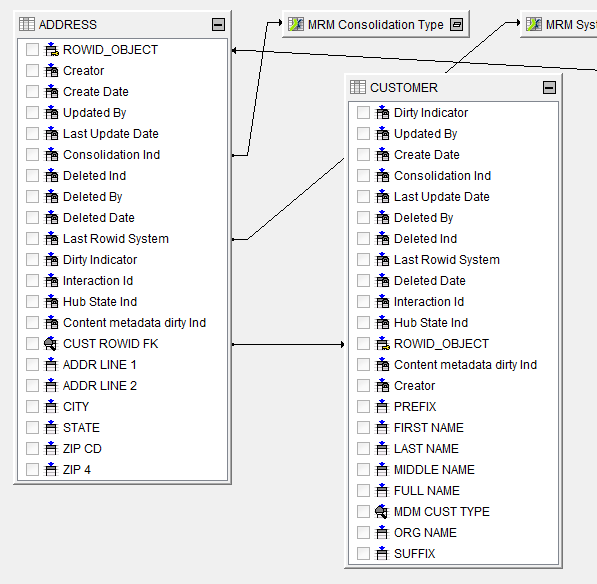 ADDRESS
ROWID_OBJECT
Creator
Create Date
Updated By
Last Update Date
Consolidation Ind
Deleted Ind
Deleted By
Deleted Date
Last Rowid System
Dirty Indicator
Interaction Id
Hub State Ind
Content metadata dirty Ind
CUST ROWID FK
ADDR LINE 1
ADDR LINE 2
CITY
STATE
ZIP CD
ZIP 4
MRM Consolidation Type
MRM Syst
CUSTOMER
Dirty Indicator
Updated By
Create Date
Consolidation Ind
Last Update Date
Deleted By
Deleted Ind
Last Rowid System
Deleted Date
Interaction Id
Hub State Ind
ROWID_OBJECT
Content metadata dirty Ind
Creator
PREFIX
FIRST NAME
LAST NAME
MIDDLE NAME
FULL NAME
MDM CUST TYPE
ORG NAME
SUFFIX